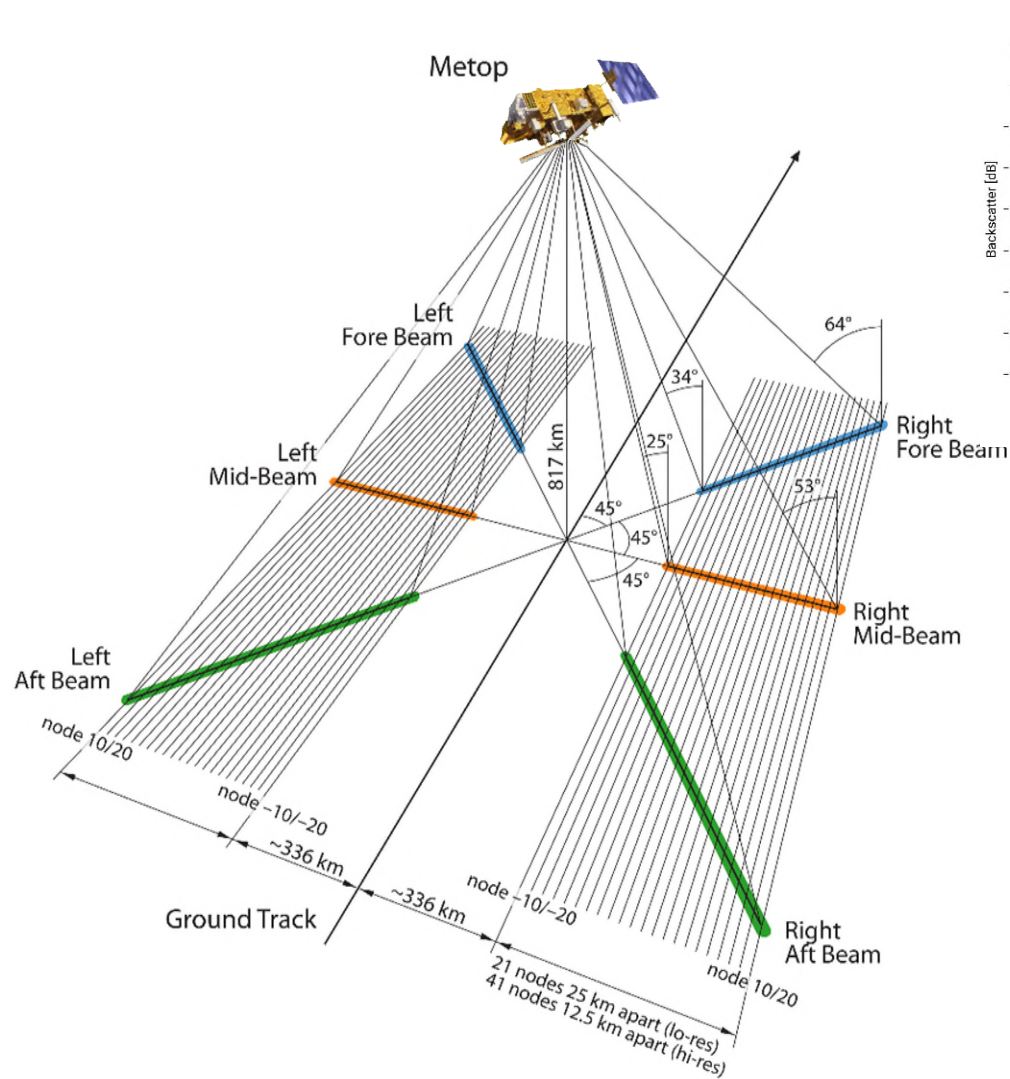 Metop
Backscatter [dB]
Left
Fore Beam
64°
34°
25°
817 km
Right
Fore Beam
Left
Mid-Beam
53°
45°
45°
45°
Right
Mid-Beam
Left
Aft Beam
node 10/20
node –10/–20
~336 km
~336 km
node –10/–20
Ground Track
Right
Aft Beam
node 10/20
21 nodes 25 km apart (lo-res)
41 nodes 12.5 km apart (hi-res)